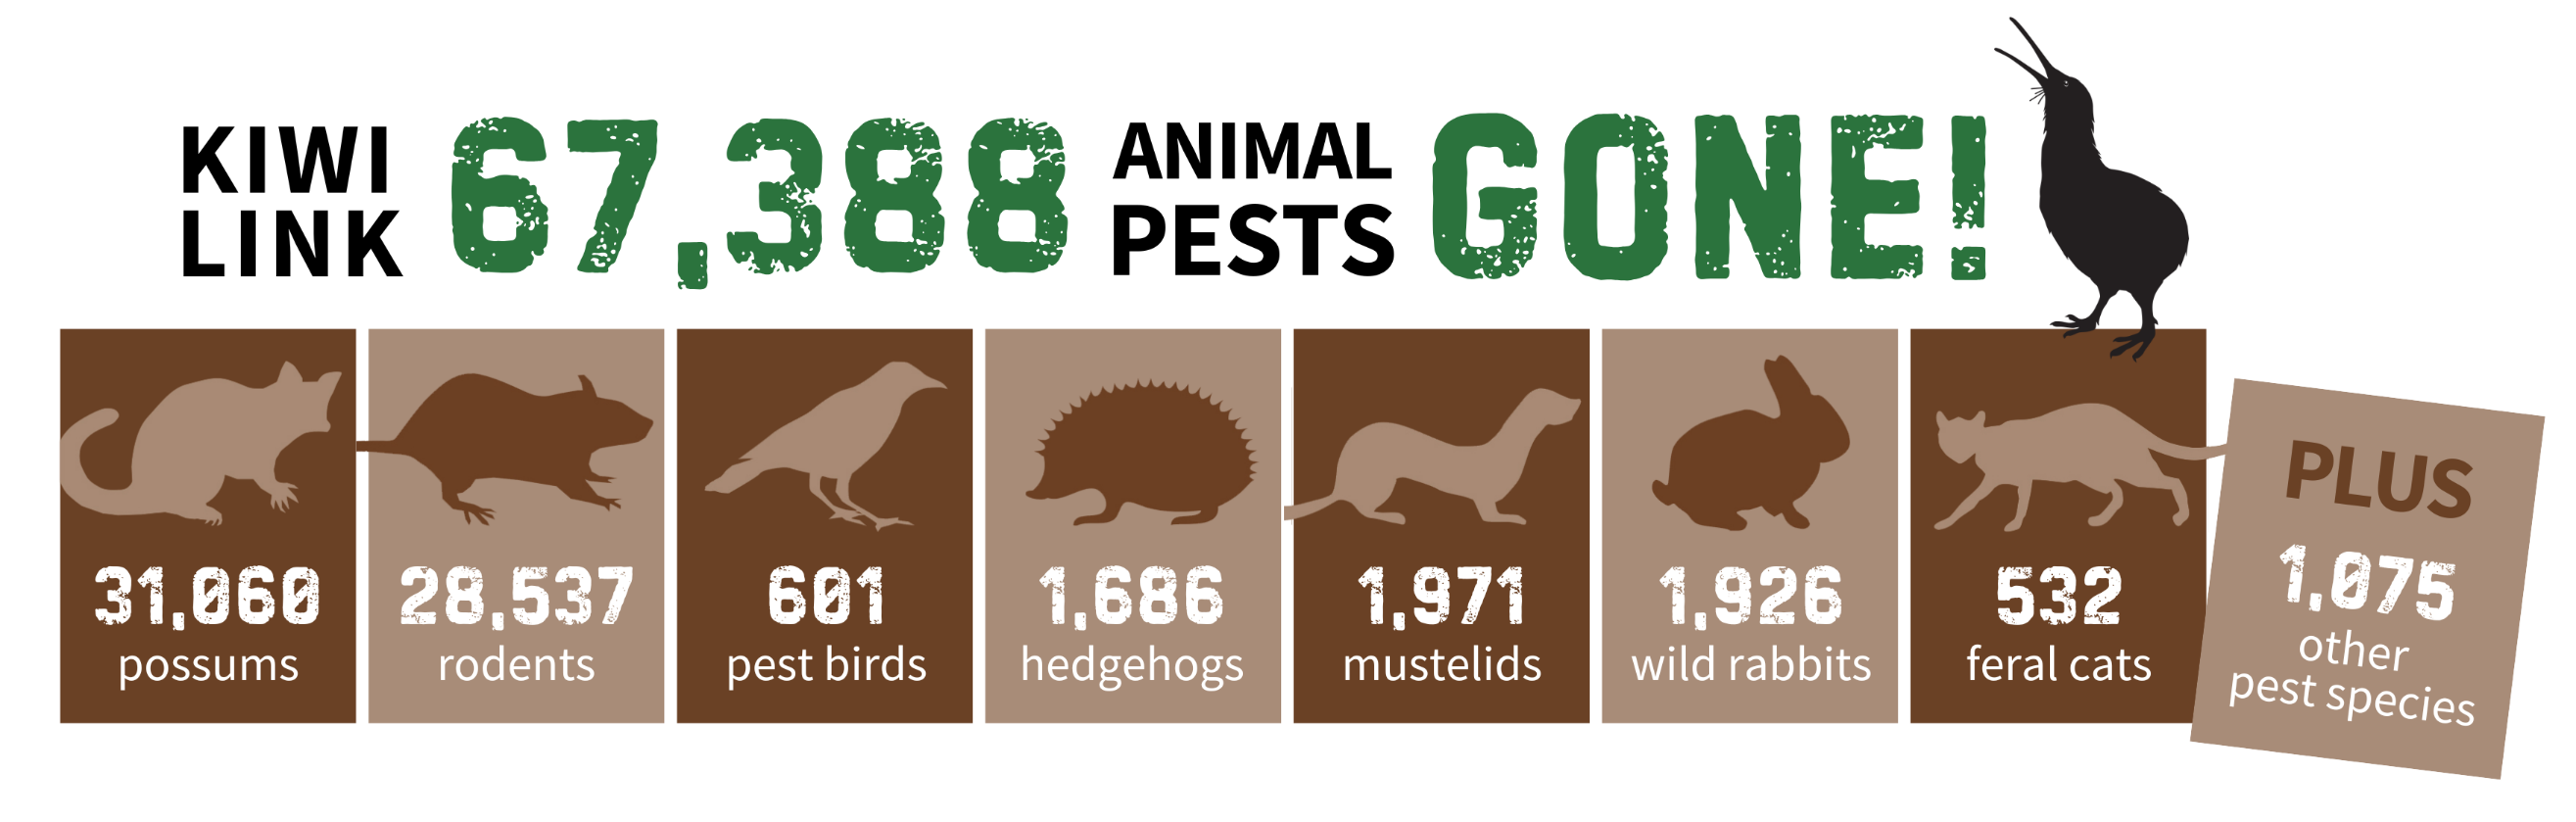 KIWI
LINK
67,388
ANIMAL
PESTS
GONE!
31,060
possums
28,537
rodents
601
pest birds
1,686
hedgehogs
1,971
mustelids
1,926
wild rabbits
532
feral cats
PLUS
1,075
other
pest species